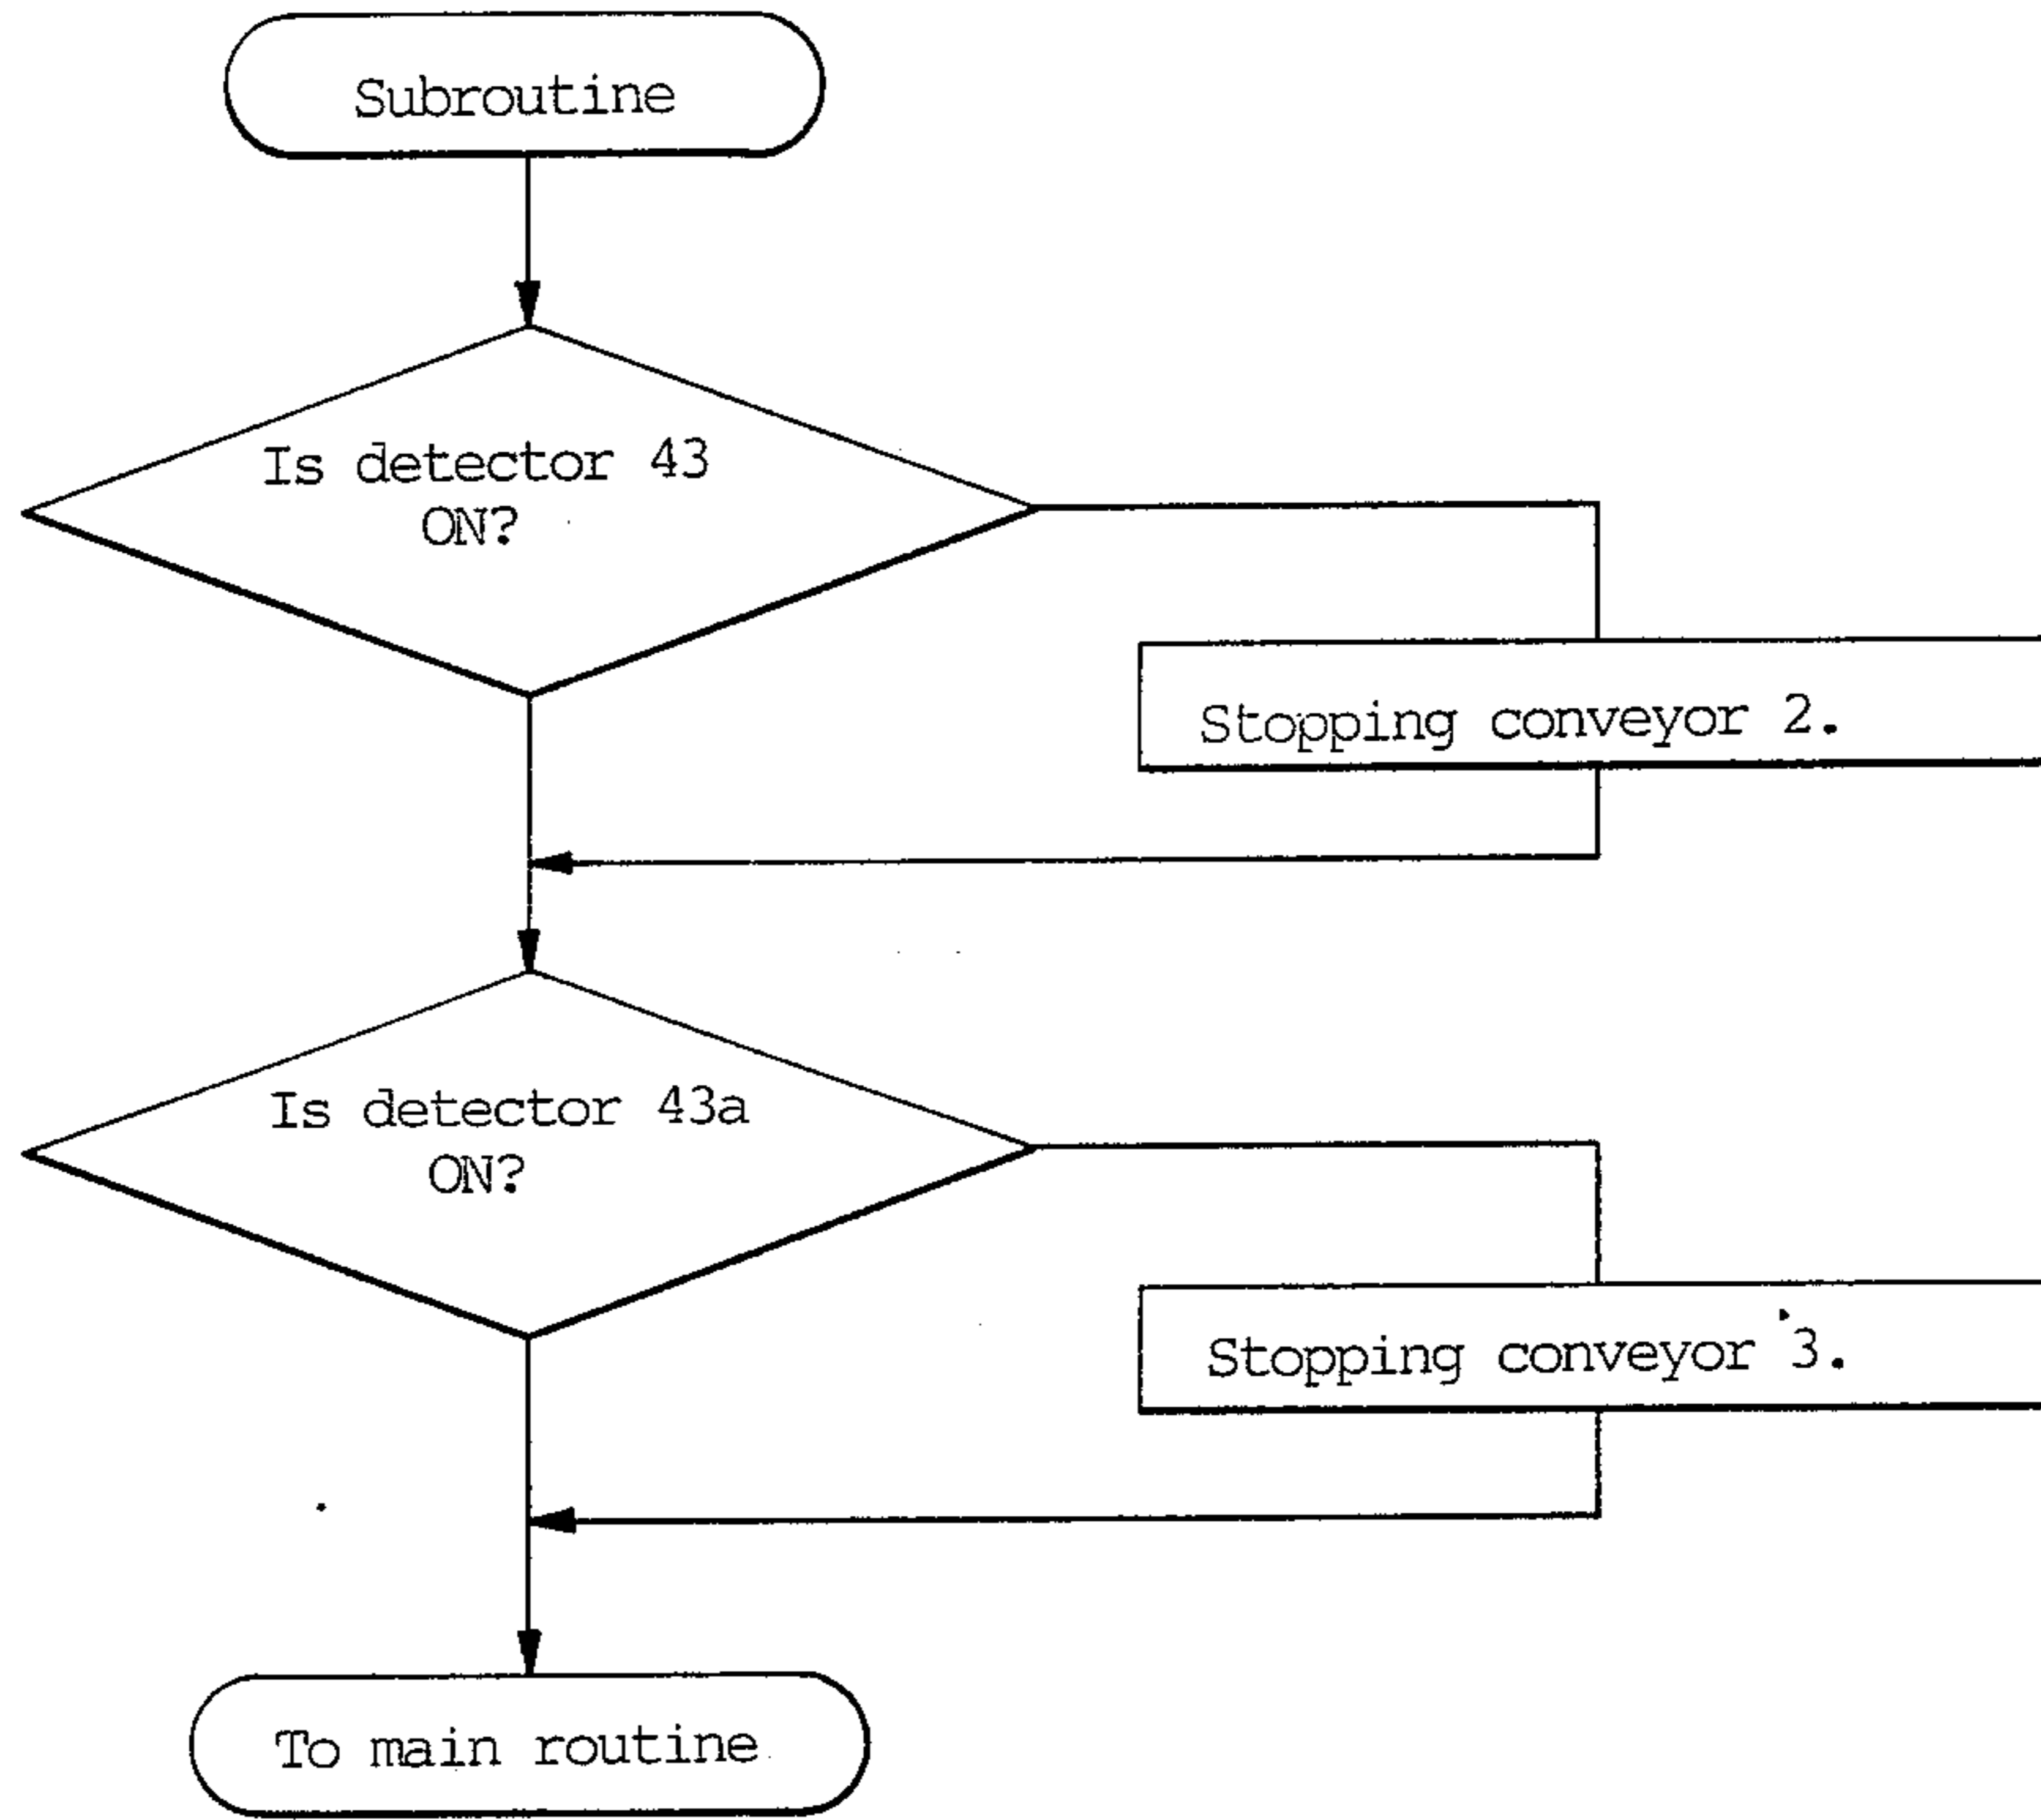 Subroutine
Is detector 43
ON?
Stopping conveyor 2.
Is detector 43a
ON?
Stopping conveyor 3.
To main routine